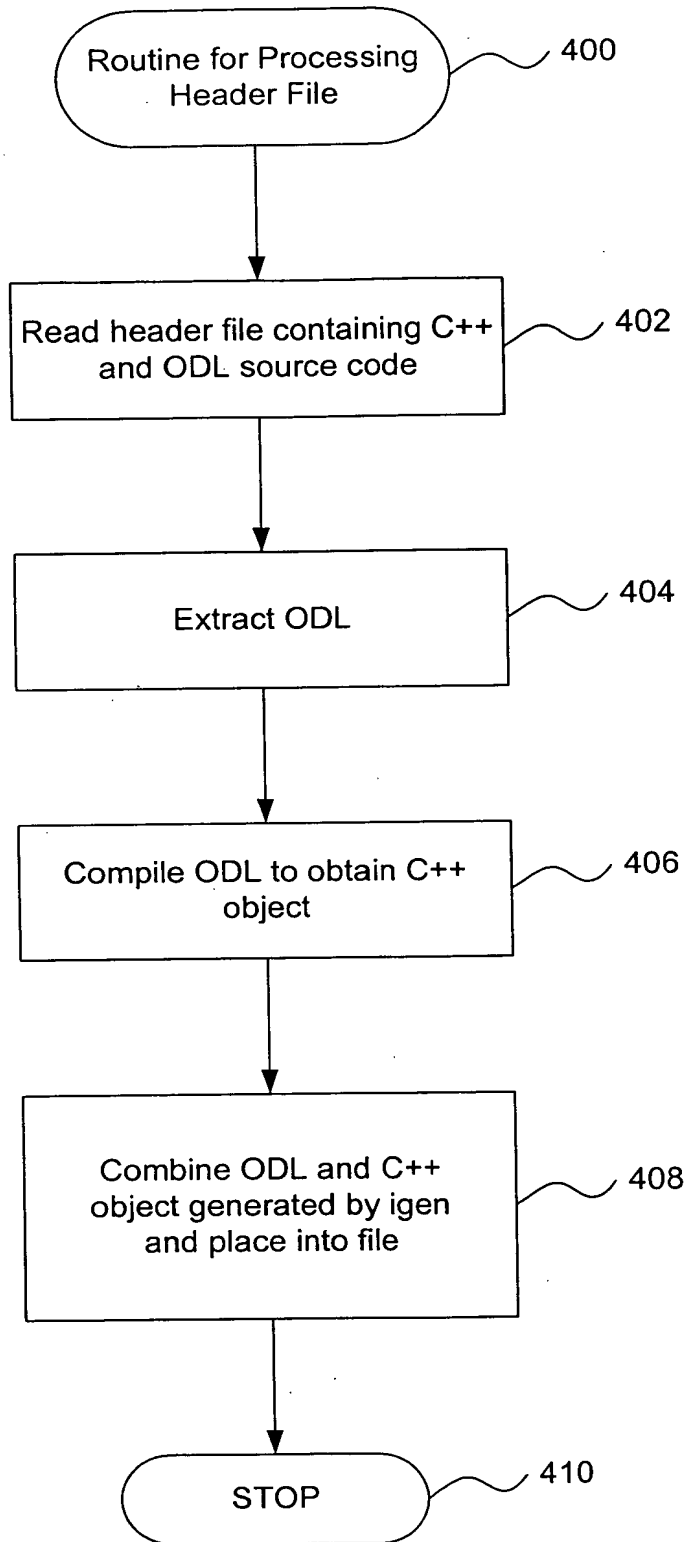 Routine for Processing
Header File
400
Read header file containing C++
and ODL source code
402
Extract ODL
404
Compile ODL to obtain C++
object
406
Combine ODL and C++
object generated by igen
and place into file
408
STOP
410